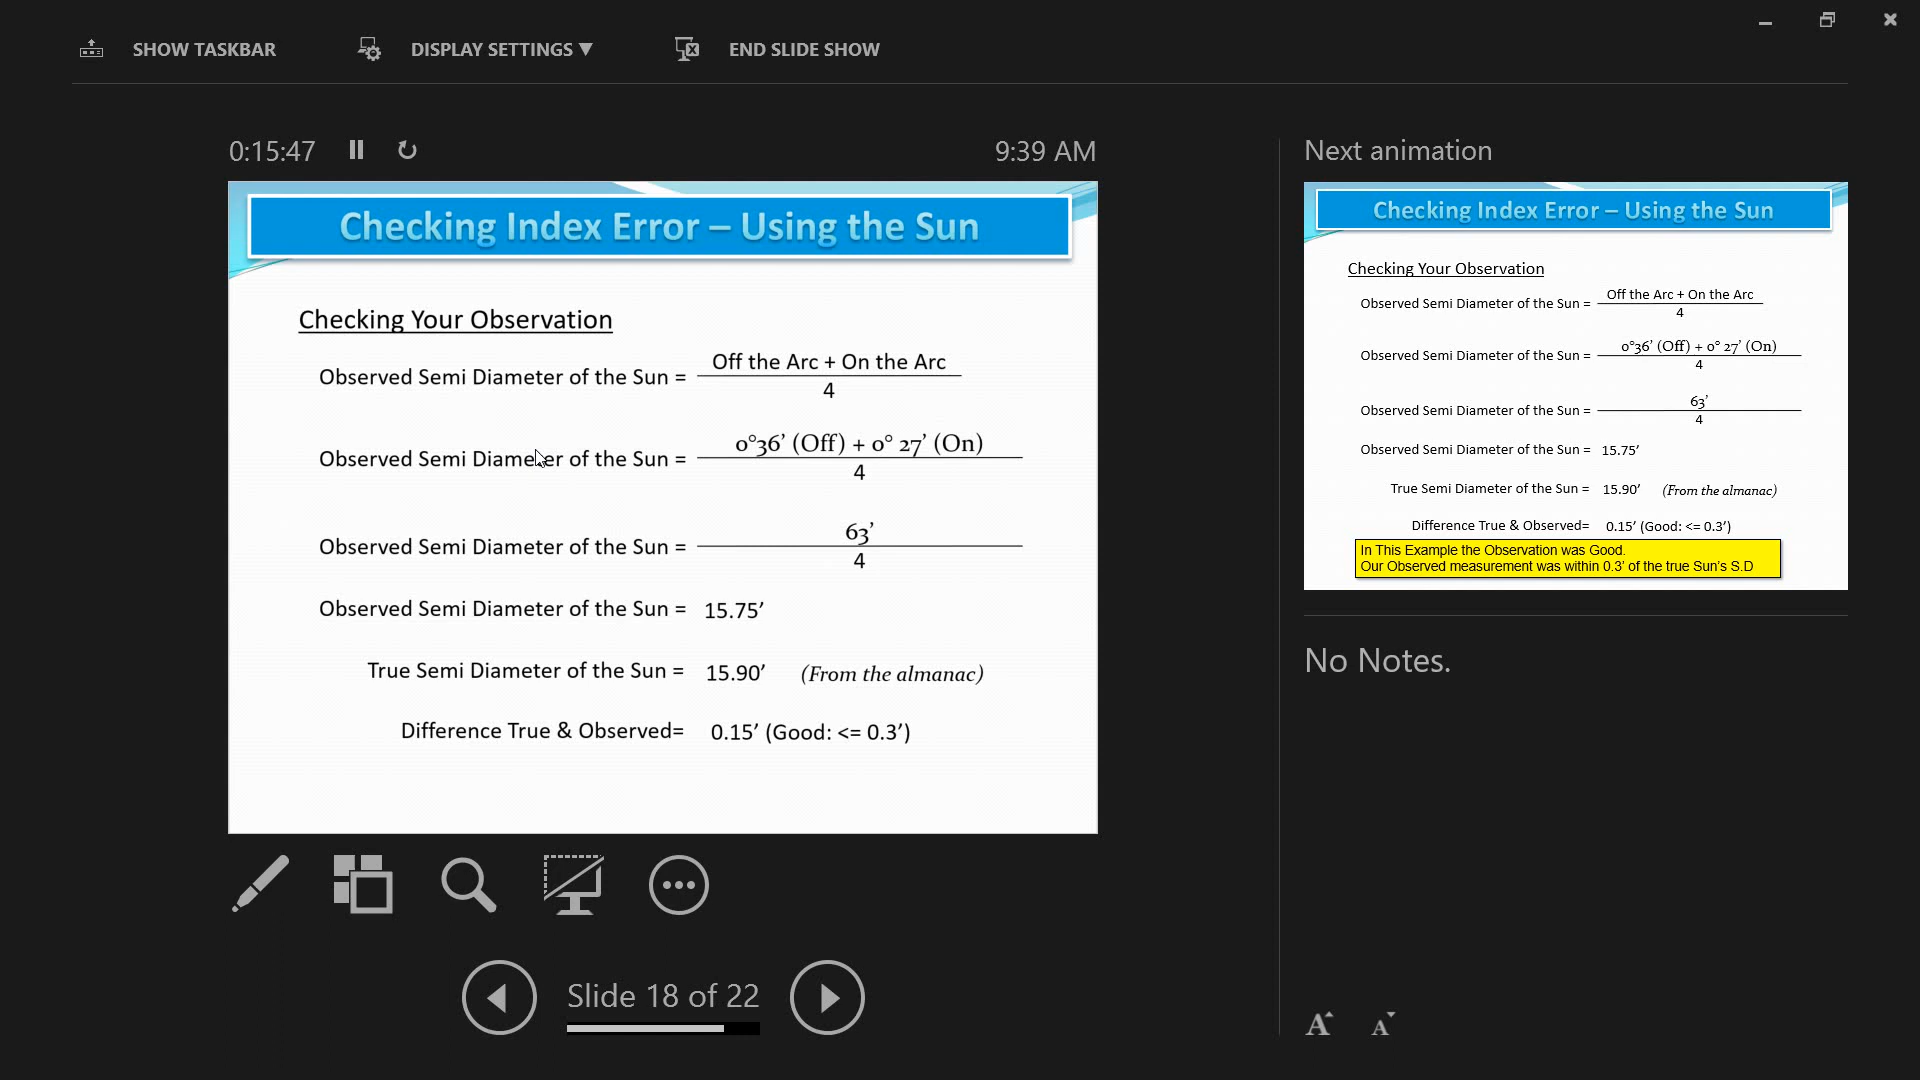 SHOW TASKBAR
DISPLAY SETTINGS ▼
END SLIDE SHOW
0:15:47
9:39 AM
Checking Index Error – Using the Sun
Checking Your Observation
Observed Semi Diameter of the Sun =
Off the Arc + On the Arc
4
Observed Semi Diameter of the Sun =
0°36’ (Off) + 0° 27’ (On)
4
Observed Semi Diameter of the Sun =
63’
4
Observed Semi Diameter of the Sun = 15.75’
True Semi Diameter of the Sun = 15.90’ (From the almanac)
Difference True & Observed= 0.15’ (Good: <= 0.3’)
Slide 18 of 22
Next animation
Checking Index Error – Using the Sun
Checking Your Observation
Observed Semi Diameter of the Sun =
Off the Arc + On the Arc
4
Observed Semi Diameter of the Sun =
0°36’ (Off) + 0° 27’ (On)
4
Observed Semi Diameter of the Sun =
63’
4
Observed Semi Diameter of the Sun = 15.75’
True Semi Diameter of the Sun = 15.90’ (From the almanac)
Difference True & Observed= 0.15’ (Good: <= 0.3’)
In This Example the Observation was Good.
Our Observed measurement was within 0.3’ of the true Sun’s S.D
No Notes.
A A